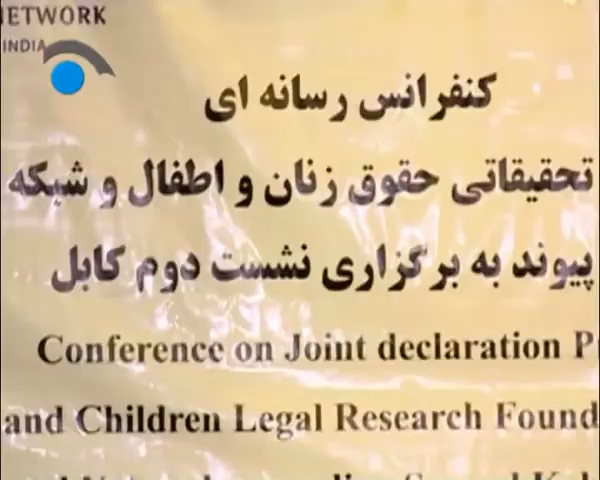 NETWORK
INDIA
کنفرانس رسانه ای
تحقیقاتی حقوق زنان و اطفال و شبکه
پیوند به برگزاری نشست دوم کابل
Conference on Joint declaration
and Children Legal Research Found